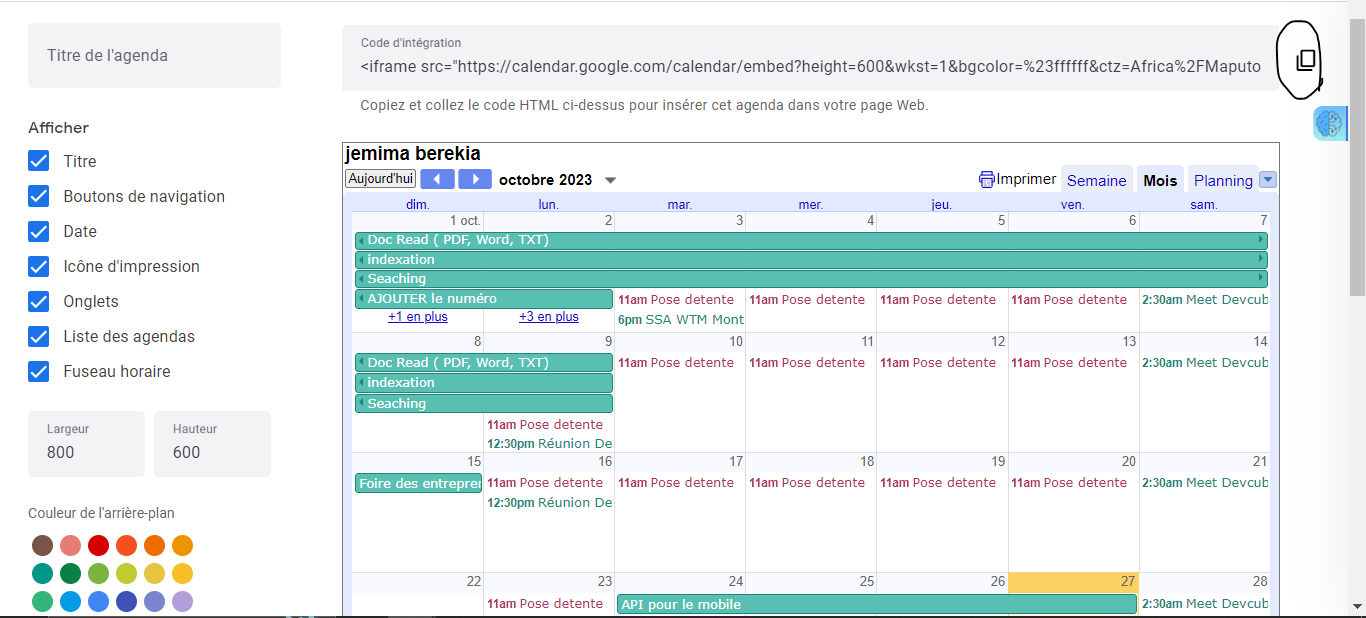 Titre de l'agenda
Afficher
Titre
Boutons de navigation
Date
Icône d'impression
Onglets
Liste des agendas
Fuseau horaire
Largeur
800
Hauteur
600
Couleur de l'arrière-plan
Code d'intégration
<iframe src="https://calendar.google.com/calendar/embed?height=600&wkst=1&bgcolor=%23ffffff&ctz=Africa%2FMaputo
Copiez et collez le code HTML ci-dessus pour insérer cet agenda dans votre page Web.
jemima berekia
Aujourd'hui octobre 2023 Imprimer Semaine Mois Planning
dim. lun. mar. mer. jeu. ven. sam.
1 oct. 2 3 4 5 6 7
Doc Read ( PDF, Word, TXT)
indexation
Seaching
AJOUTER le numéro 11am Pose detente 11am Pose detente 11am Pose detente 11am Pose detente 2:30am Meet Devcub
+1 en plus +3 en plus 6pm SSA WTM Mont
8 9 10 11 12 13 14
Doc Read ( PDF, Word, TXT) 11am Pose detente 11am Pose detente 11am Pose detente 11am Pose detente 2:30am Meet Devcub
indexation
Seaching
11am Pose detente
12:30pm Réunion De
15 16 17 18 19 20 21
Foire des entreprer 11am Pose detente 11am Pose detente 11am Pose detente 11am Pose detente 11am Pose detente 2:30am Meet Devcub
12:30pm Réunion De
22 23 24 25 26 27 28
11am Pose detente API pour le mobile 2:30am Meet Devcub